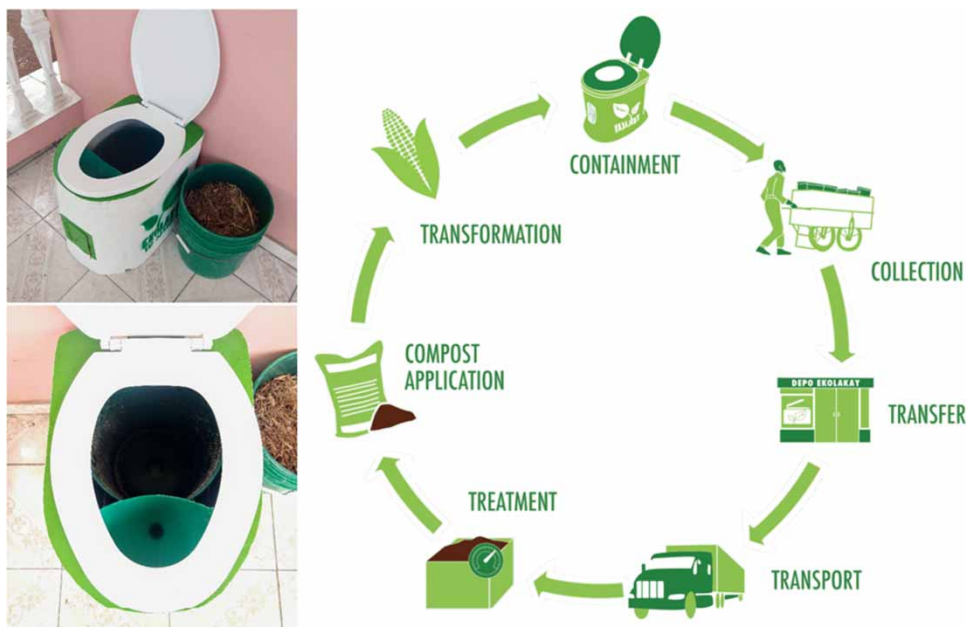 CONTAINMENT
COLLECTION
DEPO EKOLAKAY
TRANSFER
TRANSPORT
TREATMENT
COMPOST
APPLICATION
TRANSFORMATION